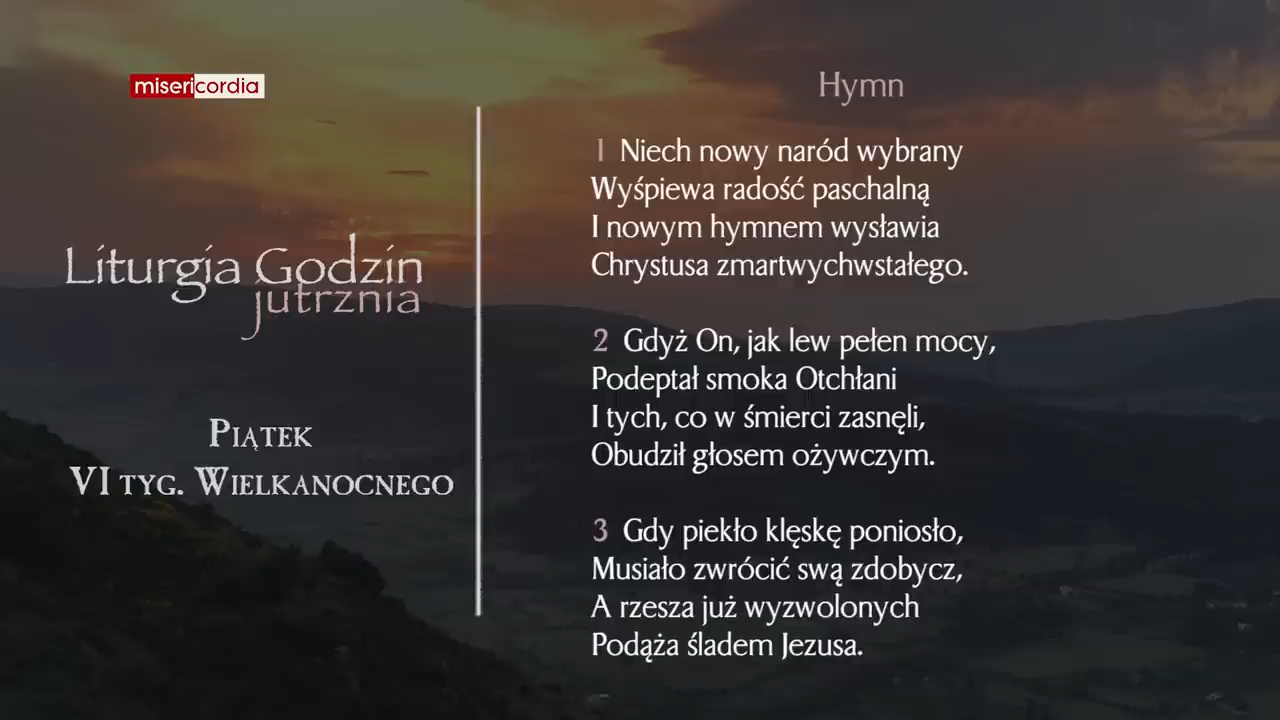 misericordia
Liturgia Godzin
jutrznia
Piątek
VI tyg. Wielkanocnego
Hymn
1 Niech nowy naród wybrany
Wyśpiewa radość paschalną
I nowym hymnem wysławia
Chrystusa zmartwychwstałego.
2 Gdyż On, jak lew pełen mocy,
Podeptał smoka Otchłani
I tych, co w śmierci zasnęli,
Obudził głosem ożywczym.
3 Gdy piekło klęskę poniosło,
Musiało zwrócić swą zdobycz,
A rzesza już wyzwolonych
Podąża śladem Jezusa.